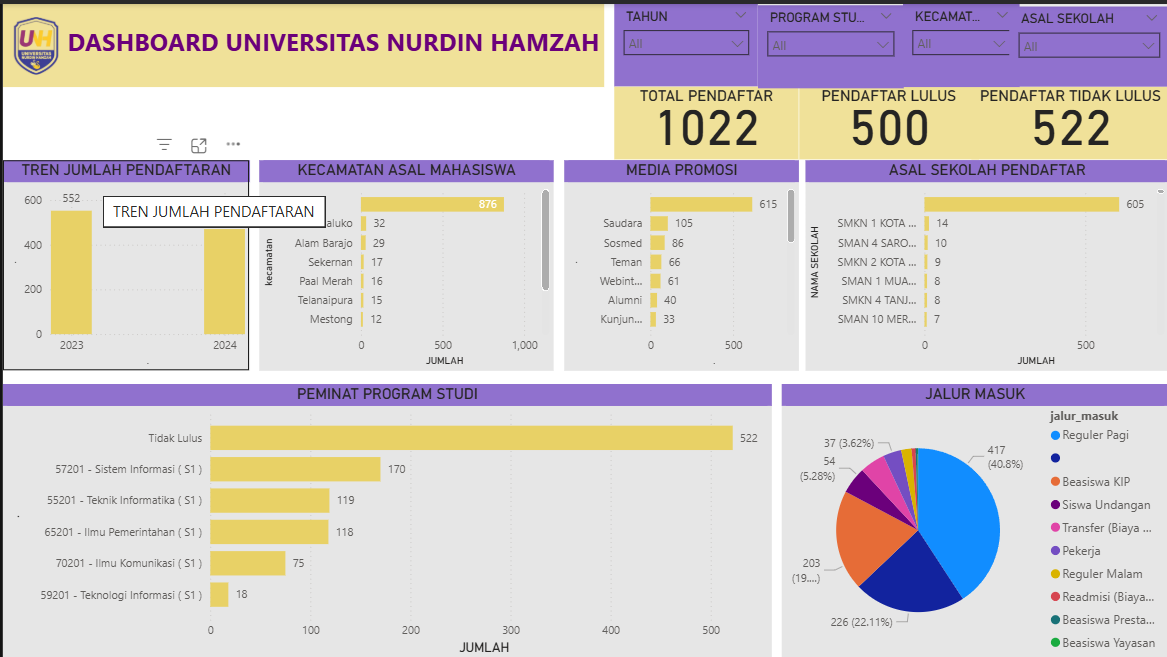 UNH
UNIVERSITAS
NURDIN HAMZAH
DASHBOARD UNIVERSITAS NURDIN HAMZAH
TAHUN
All
PROGRAM STU...
All
KECAMAT...
All
ASAL SEKOLAH
All
TOTAL PENDAFTAR
1022
PENDAFTAR LULUS
500
PENDAFTAR TIDAK LULUS
522
TREN JUMLAH PENDAFTARAN
600
400
200
0
552
2023
2024
TREN JUMLAH PENDAFTARAN
KECAMATAN ASAL MAHASISWA
kecamatan
876
aluko 32
Alam Barajo 29
Sekernan 17
Paal Merah 16
Telanaipura 15
Mestong 12
0 500 1,000
JUMLAH
MEDIA PROMOSI
615
Saudara 105
Sosmed 86
Teman 66
Webint... 61
Alumni 40
Kunjun... 33
0 500
ASAL SEKOLAH PENDAFTAR
NAMA SEKOLAH
605
SMKN 1 KOTA ... 14
SMAN 4 SARO... 10
SMKN 2 KOTA ... 9
SMAN 1 MUA... 8
SMKN 4 TANJ... 8
SMAN 10 MER... 7
0 500
JUMLAH
PEMINAT PROGRAM STUDI
Tidak Lulus 522
57201 - Sistem Informasi ( S1 ) 170
55201 - Teknik Informatika ( S1 ) 119
65201 - Ilmu Pemerintahan ( S1 ) 118
70201 - Ilmu Komunikasi ( S1 ) 75
59201 - Teknologi Informasi ( S1 ) 18
0 100 200 300 400 500
JUMLAH
JALUR MASUK
417
(40.8%)
226 (22.11%)
203
(19....)
54
(5.28%)
37 (3.62%)
jalur_masuk
Reguler Pagi
Beasiswa KIP
Siswa Undangan
Transfer (Biaya ...
Pekerja
Reguler Malam
Readmisi (Biaya...
Beasiswa Presta...
Beasiswa Yayasan